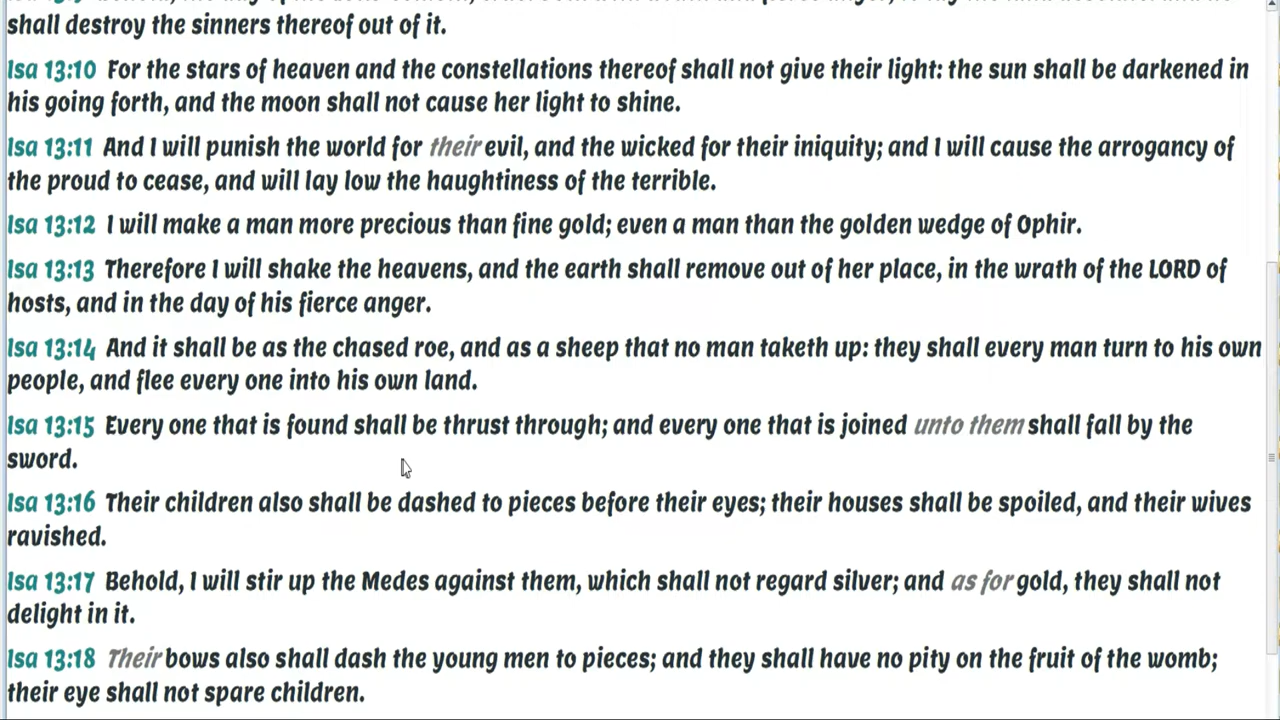 shall destroy the sinners thereof out of it.
Isa 13:10 For the stars of heaven and the constellations thereof shall not give their light: the sun shall be darkened in
his going forth, and the moon shall not cause her light to shine.
Isa 13:11 And I will punish the world for their evil, and the wicked for their iniquity; and I will cause the arrogancy of
the proud to cease, and will lay low the haughtiness of the terrible.
Isa 13:12 I will make a man more precious than fine gold; even a man than the golden wedge of Ophir.
Isa 13:13 Therefore I will shake the heavens, and the earth shall remove out of her place, in the wrath of the LORD of
hosts, and in the day of his fierce anger.
Isa 13:14 And it shall be as the chased roe, and as a sheep that no man taketh up: they shall every man turn to his own
people, and flee every one into his own land.
Isa 13:15 Every one that is found shall be thrust through; and every one that is joined unto them shall fall by the
sword.
Isa 13:16 Their children also shall be dashed to pieces before their eyes; their houses shall be spoiled, and their wives
ravished.
Isa 13:17 Behold, I will stir up the Medes against them, which shall not regard silver; and as for gold, they shall not
delight in it.
Isa 13:18 Their bows also shall dash the young men to pieces; and they shall have no pity on the fruit of the womb;
their eye shall not spare children.